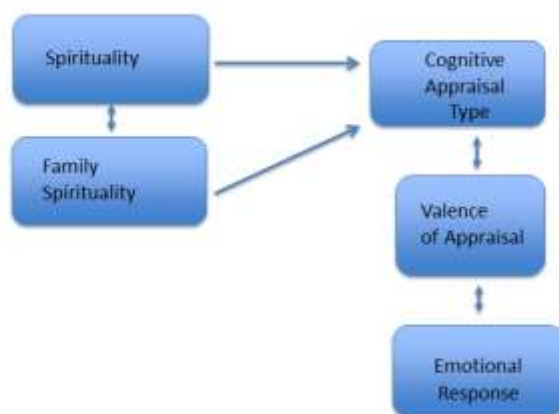 Spirituality
Family
Spirituality
Cognitive
Appraisal
Type
Valence
of Appraisal
Emotional
Response